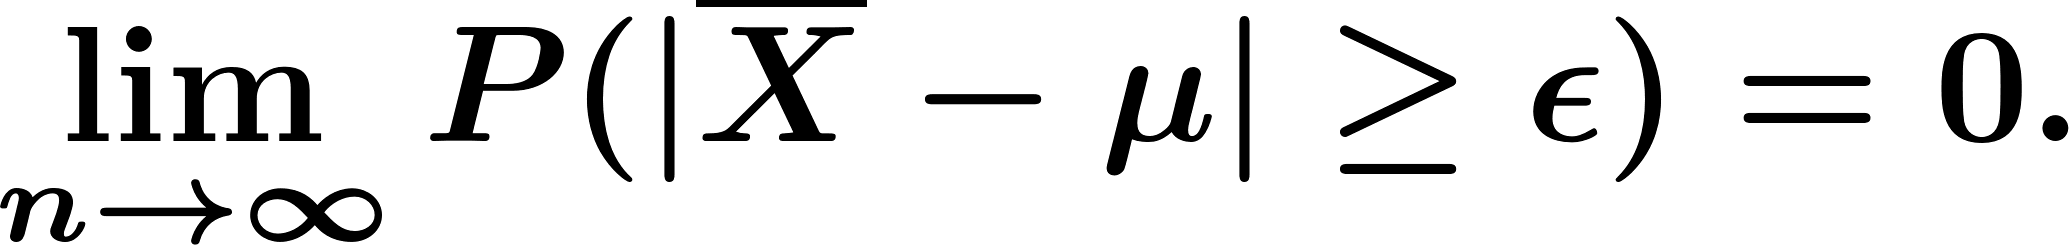 lim P(|X̅ − μ| ≥ ϵ) = 0.
n→∞